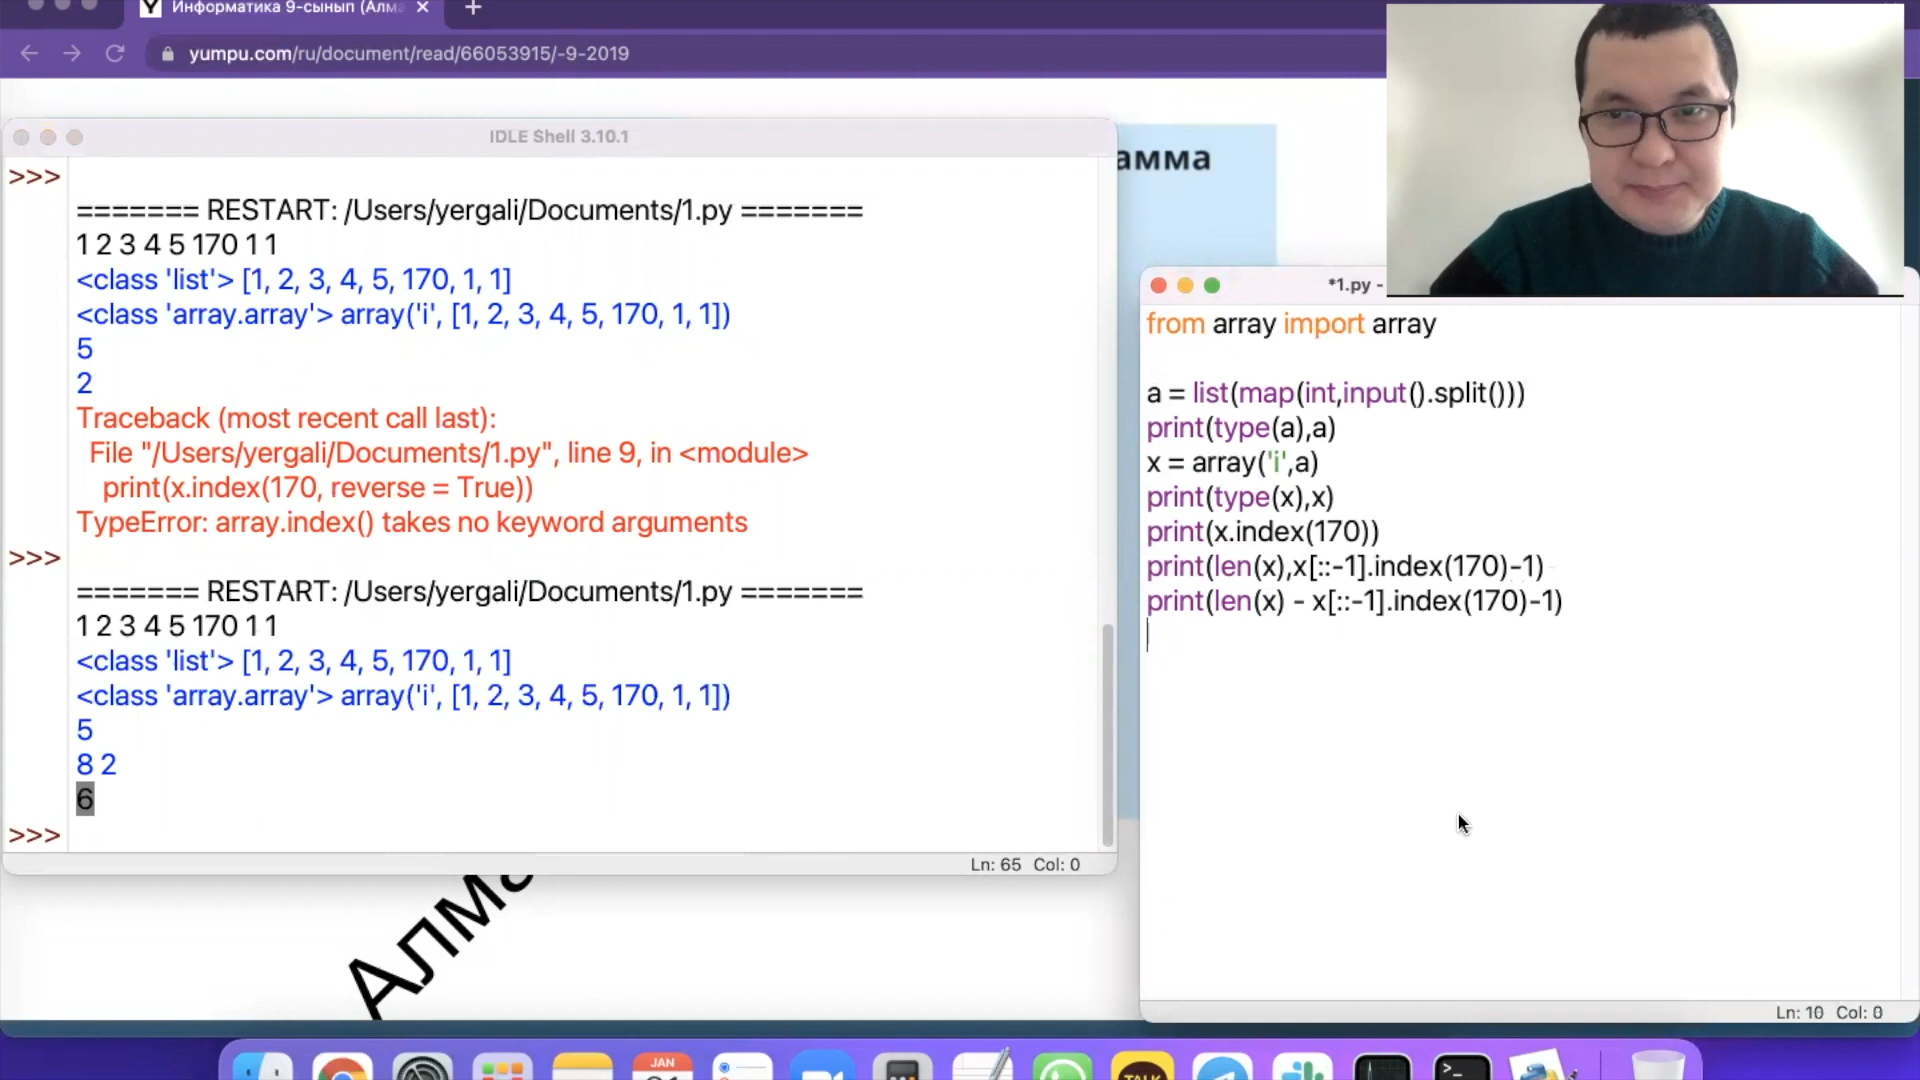 Информатика 9-сынып (Алма
yumpu.com/ru/document/read/66053915/-9-2019
IDLE Shell 3.10.1
>>>
======= RESTART: /Users/yergali/Documents/1.py =======
1 2 3 4 5 170 1 1
<class 'list'> [1, 2, 3, 4, 5, 170, 1, 1]
<class 'array.array'> array('i', [1, 2, 3, 4, 5, 170, 1, 1])
5
2
Traceback (most recent call last):
File "/Users/yergali/Documents/1.py", line 9, in <module>
print(x.index(170, reverse = True))
TypeError: array.index() takes no keyword arguments
>>>
======= RESTART: /Users/yergali/Documents/1.py =======
1 2 3 4 5 170 1 1
<class 'list'> [1, 2, 3, 4, 5, 170, 1, 1]
<class 'array.array'> array('i', [1, 2, 3, 4, 5, 170, 1, 1])
5
8 2
6
>>>
Ln: 65 Col: 0
амма
*1.py -
from array import array
a = list(map(int,input().split()))
print(type(a),a)
x = array('i',a)
print(type(x),x)
print(x.index(170))
print(len(x),x[::-1].index(170)-1)
print(len(x) - x[::-1].index(170)-1)
Ln: 10 Col: 0
Алма
JAN
TALK
>_